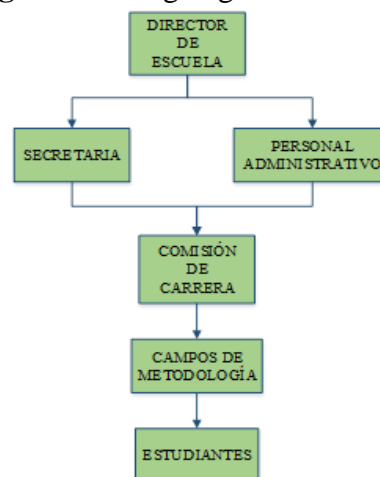 DIRECTOR
DE
ESCUELA
SECRETARIA
PERSONAL
ADMINISTRATIVO
COMISIÓN
DE
CARRERA
CAMPOS DE
METODOLOGÍA
ESTUDIANTES